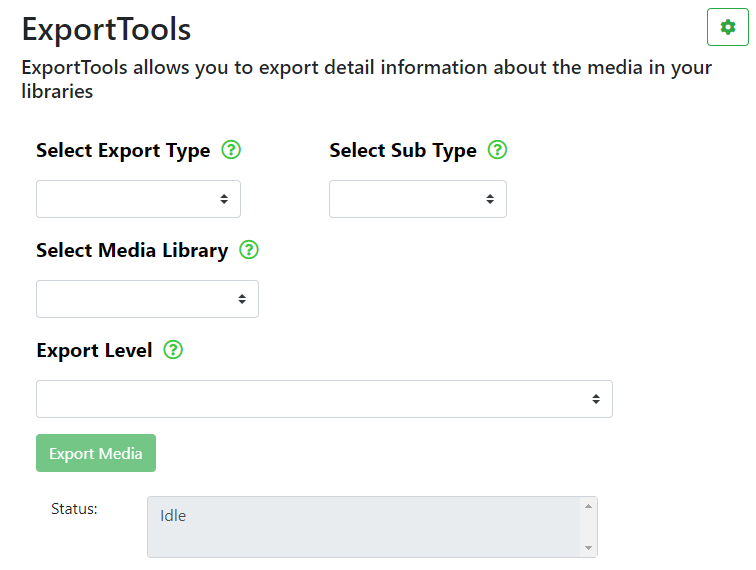 ExportTools
ExportTools allows you to export detail information about the media in your
libraries
Select Export Type ?
Select Sub Type ?
Select Media Library ?
Export Level ?
Export Media
Status:
Idle